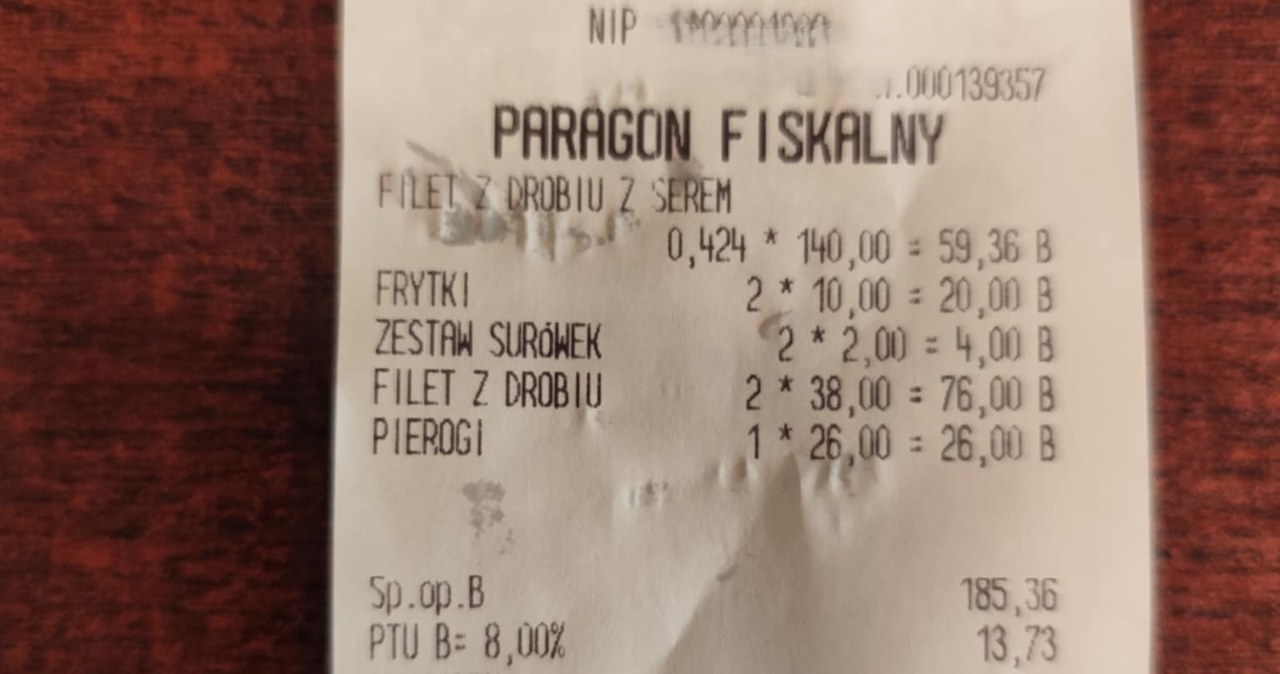 NIP
000139357
PARAGON FISKALNY
FILET Z DROBIU Z SEREM
0,424 * 140,00 = 59,36 B
FRYTKI 2 * 10,00 = 20,00 B
ZESTAW SURÓWEK 2 * 2,00 = 4,00 B
FILET Z DROBIU 2 * 38,00 = 76,00 B
PIEROGI 1 * 26,00 = 26,00 B
Sp.op.B 185,36
PTU B= 8,00% 13,73